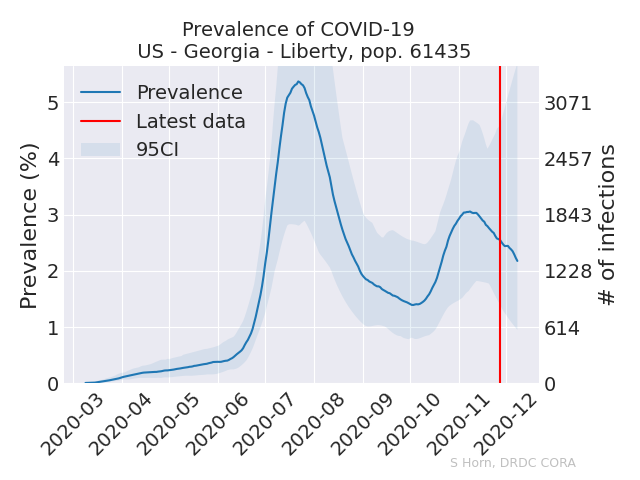 Prevalence of COVID-19
US - Georgia - Liberty, pop. 61435
Prevalence
Latest data
95CI
Prevalence (%)
5
4
3
2
1
0
3071
2457
1843
1228
614
0
# of infections
2020-03
2020-04
2020-05
2020-06
2020-07
2020-08
2020-09
2020-10
2020-11
2020-12
S Horn, DRDC CORA